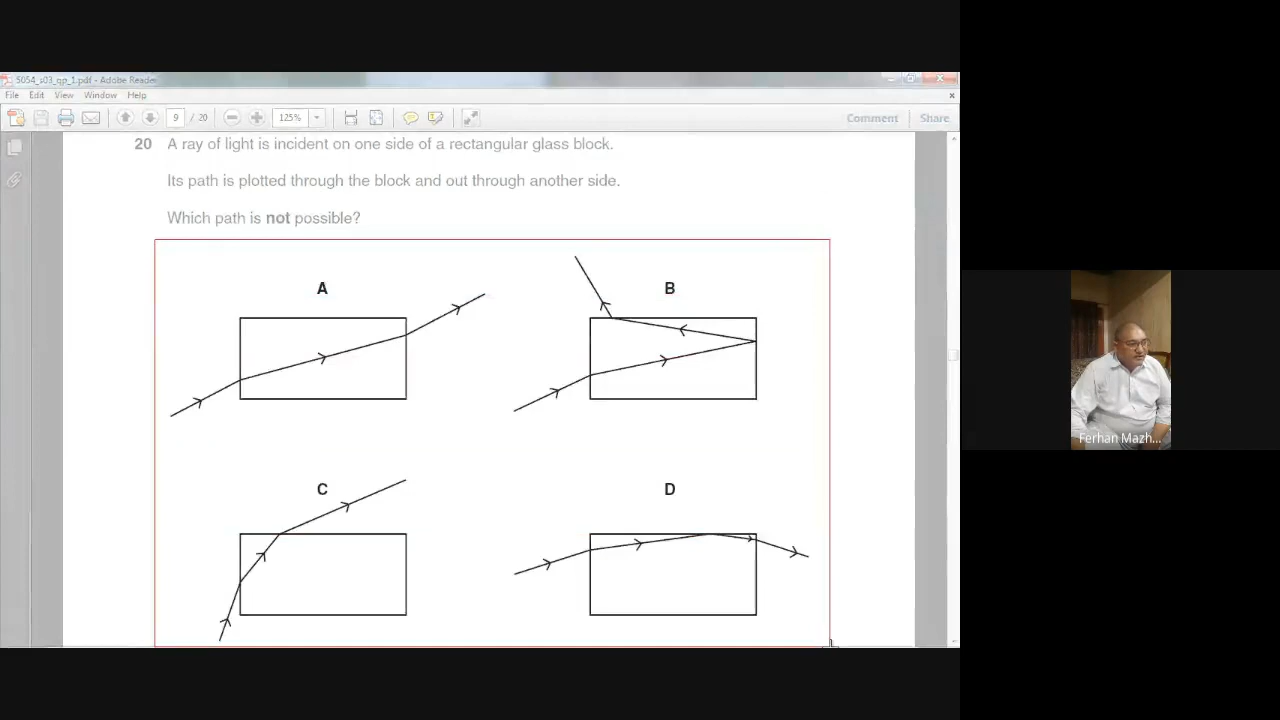 5054_s03_qp_1.pdf - Adobe Reader
File Edit View Window Help
9 / 20 125% Comment Share
20 A ray of light is incident on one side of a rectangular glass block.
Its path is plotted through the block and out through another side.
Which path is not possible?
A B
C D
Ferhan Mazh...